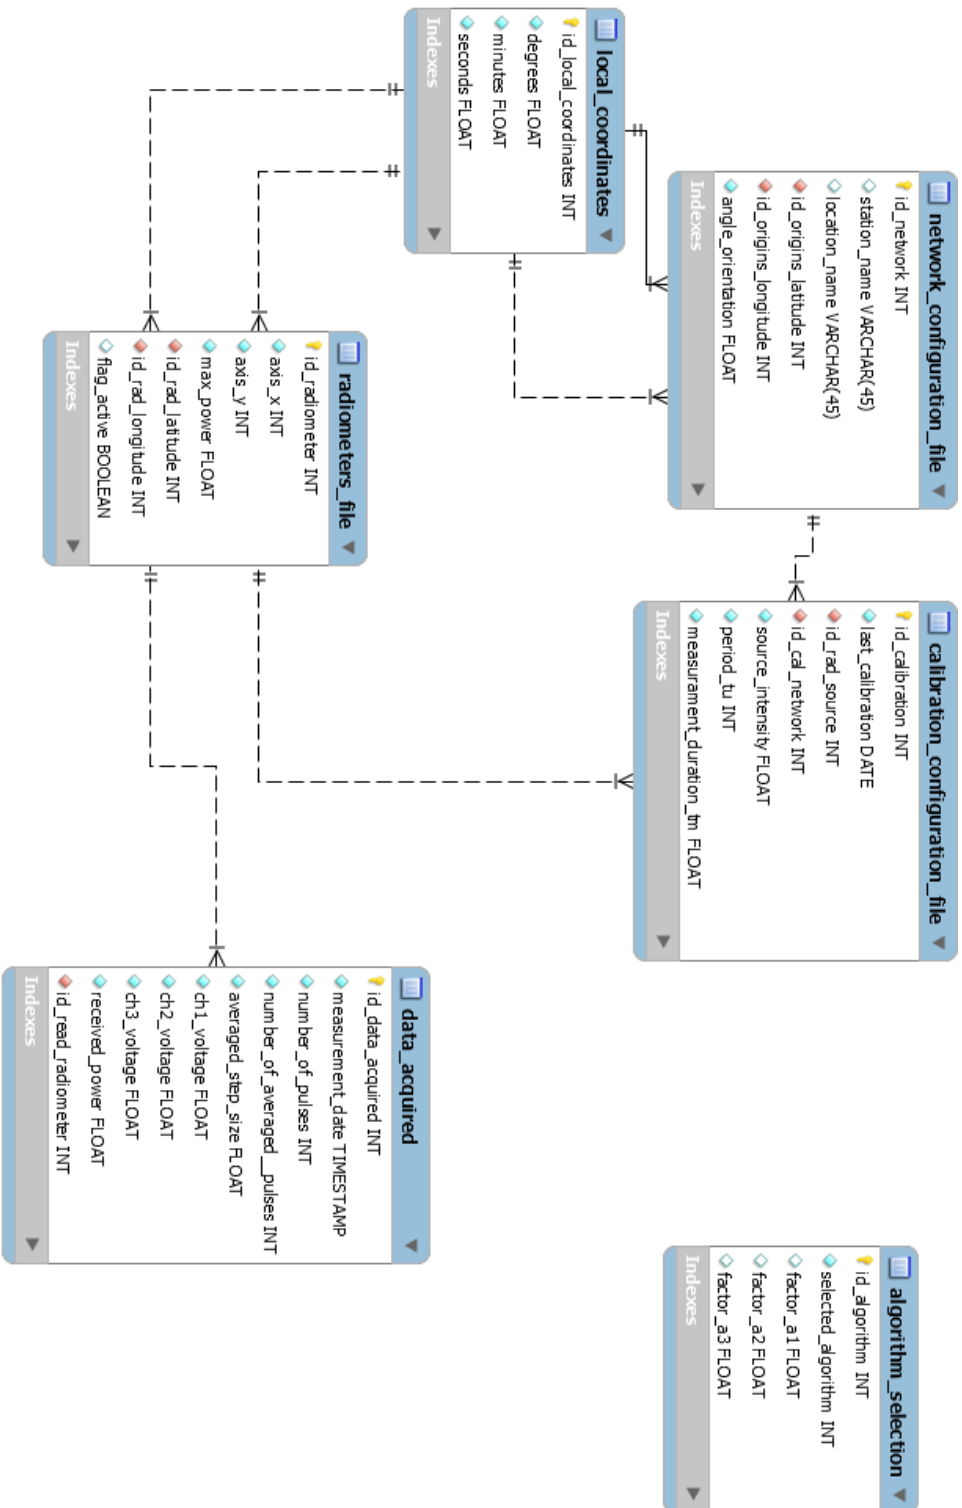 network_configuration_file
id_network INT
station_name VARCHAR(45)
location_name VARCHAR(45)
id_origins_latitude INT
id_origins_longitude INT
angle_orientation FLOAT
Indexes
calibration_configuration_file
id_calibration INT
last_calibration DATE
id_rad_source INT
id_cal_network INT
source_intensity FLOAT
period_tu INT
measurament_duration_tm FLOAT
Indexes
algorithm_selection
id_algorithm INT
selected_algorithm INT
factor_a1 FLOAT
factor_a2 FLOAT
factor_a3 FLOAT
Indexes
local_coordinates
id_local_coordinates INT
degrees FLOAT
minutes FLOAT
seconds FLOAT
Indexes
radiometers_file
id_radiometer INT
axis_x INT
axis_y INT
max_power FLOAT
id_rad_latitude INT
id_rad_longitude INT
flag_active BOOLEAN
Indexes
data_acquired
id_data_acquired INT
measurement_date TIMESTAMP
number_of_pulses INT
number_of_averaged__pulses INT
averaged_step_size FLOAT
ch1_voltage FLOAT
ch2_voltage FLOAT
ch3_voltage FLOAT
received_power FLOAT
id_read_radiometer INT
Indexes